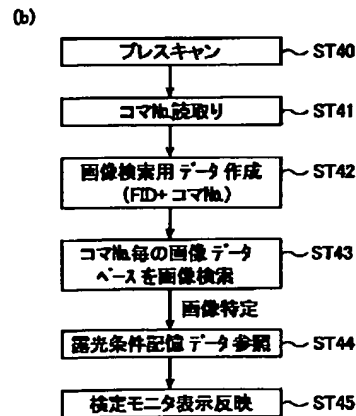 (b)
プレスキャン ST40
コマNo.読取り ST41
画像検索用データ作成 ST42
(FID+コマNo.)
コマNo.毎の画像データ ST43
ベースを画像検索
画像特定
露光条件記憶データ参照 ST44
検定モニタ表示反映 ST45